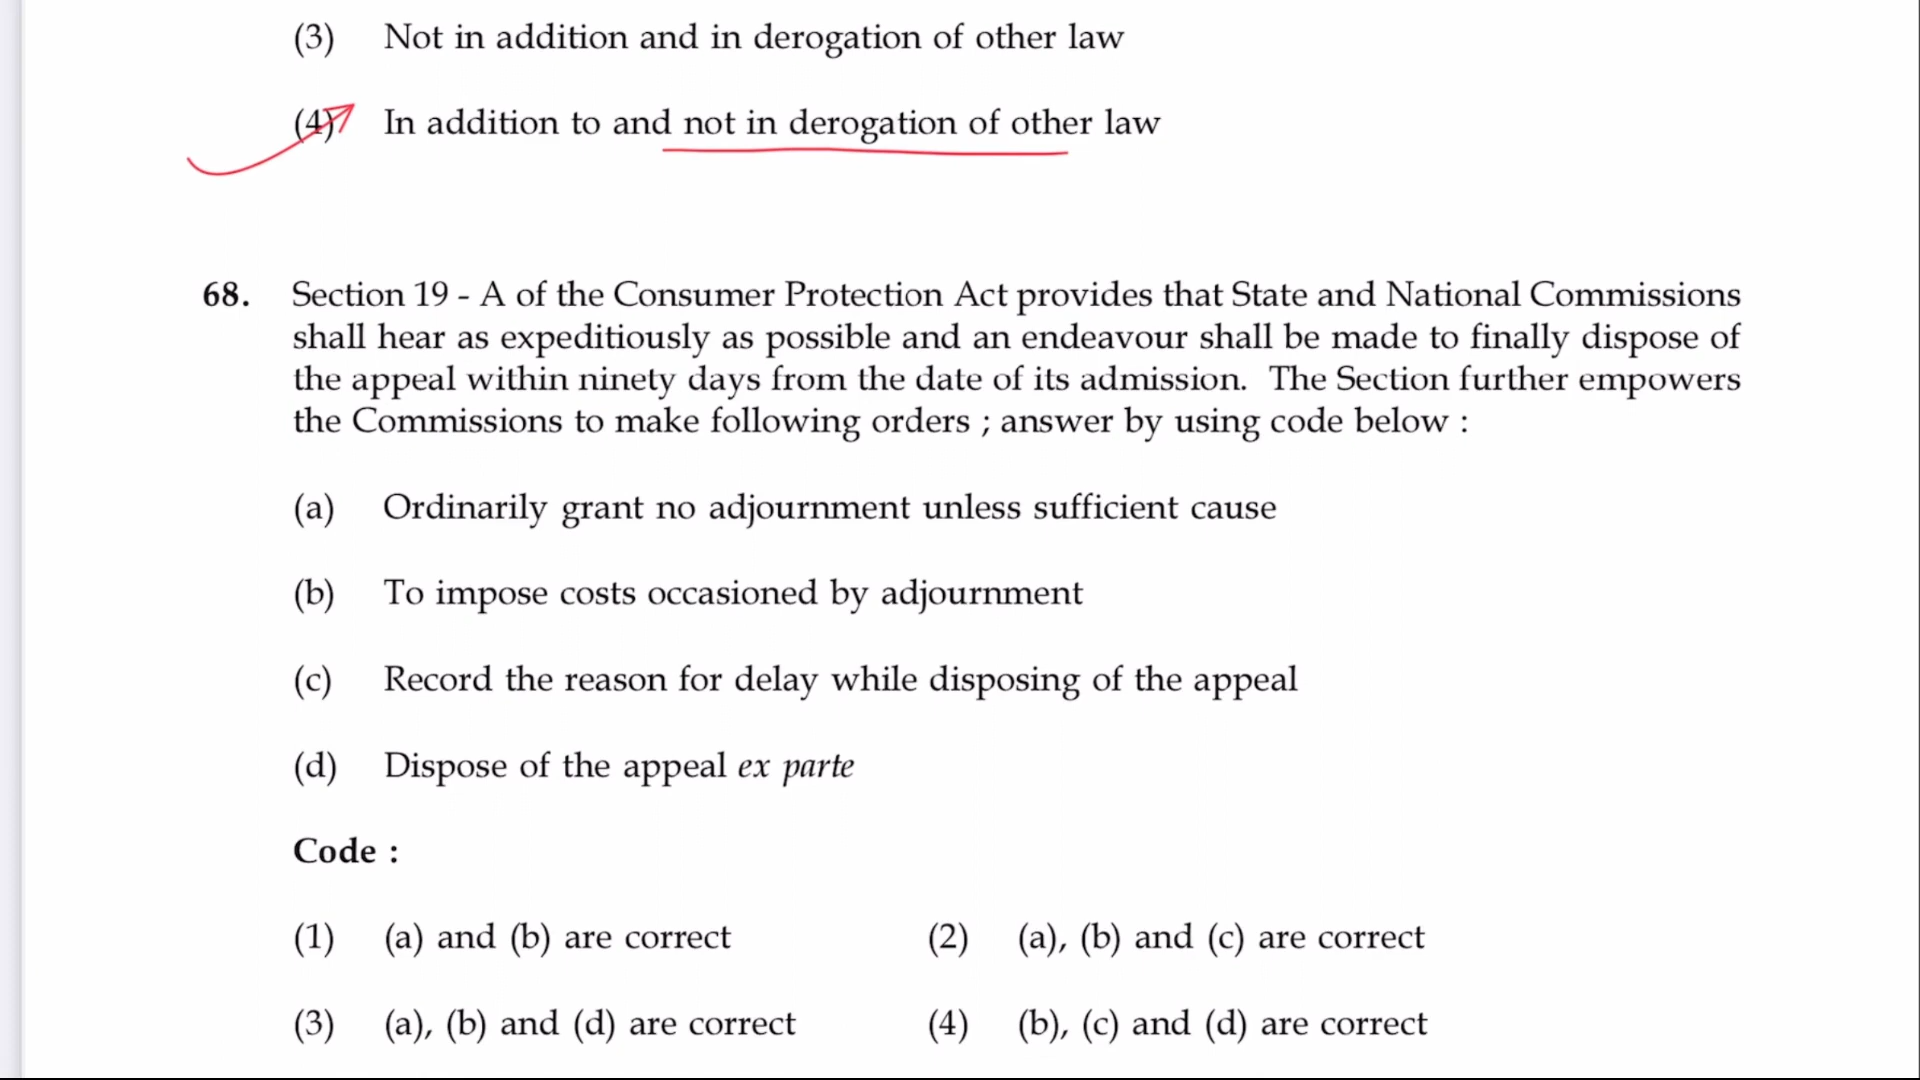 (3) Not in addition and in derogation of other law
(4) In addition to and not in derogation of other law
68. Section 19 - A of the Consumer Protection Act provides that State and National Commissions
shall hear as expeditiously as possible and an endeavour shall be made to finally dispose of
the appeal within ninety days from the date of its admission. The Section further empowers
the Commissions to make following orders ; answer by using code below :
(a) Ordinarily grant no adjournment unless sufficient cause
(b) To impose costs occasioned by adjournment
(c) Record the reason for delay while disposing of the appeal
(d) Dispose of the appeal ex parte
Code :
(1) (a) and (b) are correct (2) (a), (b) and (c) are correct
(3) (a), (b) and (d) are correct (4) (b), (c) and (d) are correct